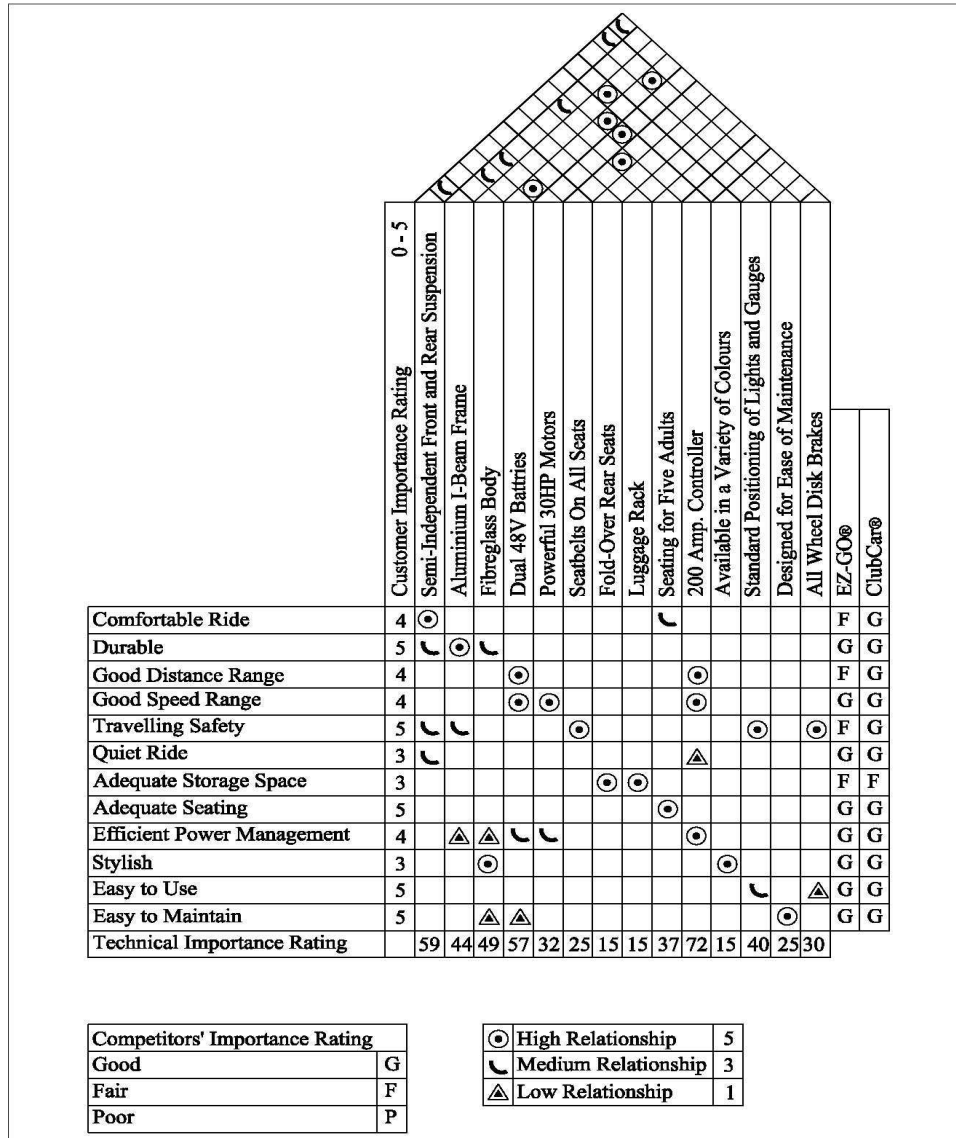 Customer Importance Rating 0 - 5
Semi-Independent Front and Rear Suspension
Aluminium I-Beam Frame
Fibreglass Body
Dual 48V Battries
Powerful 30HP Motors
Seatbelts On All Seats
Fold-Over Rear Seats
Luggage Rack
Seating for Five Adults
200 Amp. Controller
Available in a Variety of Colours
Standard Positioning of Lights and Gauges
Designed for Ease of Maintenance
All Wheel Disk Brakes
EZ-GO®
ClubCar®
Comfortable Ride 4 F G
Durable 5 G G
Good Distance Range 4 F G
Good Speed Range 4 G G
Travelling Safety 5 F G
Quiet Ride 3 G G
Adequate Storage Space 3 F F
Adequate Seating 5 G G
Efficient Power Management 4 G G
Stylish 3 G G
Easy to Use 5 G G
Easy to Maintain 5 G G
Technical Importance Rating 59 44 49 57 32 25 15 15 37 72 15 40 25 30
Competitors' Importance Rating
Good G
Fair F
Poor P
High Relationship 5
Medium Relationship 3
Low Relationship 1